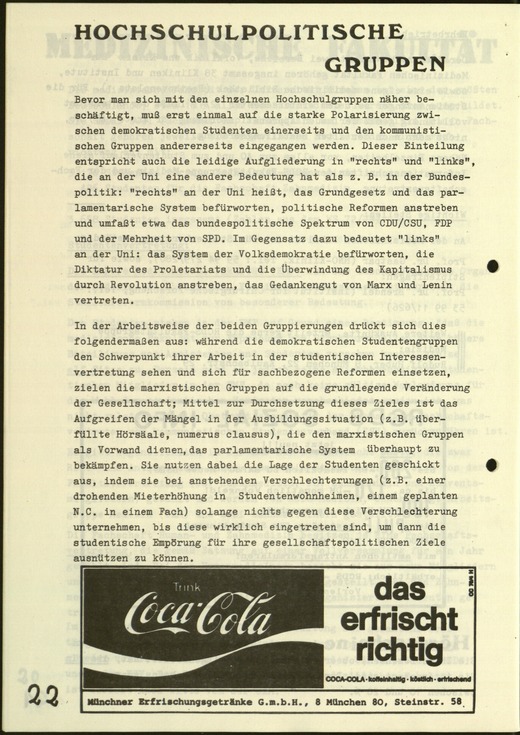 HOCHSCHULPOLITISCHE
GRUPPEN
Bevor man sich mit den einzelnen Hochschulgruppen näher be-
schäftigt, muß erst einmal auf die starke Polarisierung zwi-
schen demokratischen Studenten einerseits und den kommunisti-
schen Gruppen andererseits eingegangen werden. Dieser Einteilung
entspricht auch die leidige Aufgliederung in "rechts" und "links",
die an der Uni eine andere Bedeutung hat als z. B. in der Bundes-
politik: "rechts" an der Uni heißt, das Grundgesetz und das par-
lamentarische System befürworten, politische Reformen anstreben
und umfaßt etwa das bundespolitische Spektrum von CDU/CSU, FDP
und der Mehrheit von SPD. Im Gegensatz dazu bedeutet "links"
an der Uni: das System der Volksdemokratie befürworten, die
Diktatur des Proletariats und die Überwindung des Kapitalismus
durch Revolution anstreben, das Gedankengut von Marx und Lenin
vertreten.
In der Arbeitsweise der beiden Gruppierungen drückt sich dies
folgendermaßen aus: während die demokratischen Studentengruppen
den Schwerpunkt ihrer Arbeit in der studentischen Interessen-
vertretung sehen und sich für sachbezogene Reformen einsetzen,
zielen die marxistischen Gruppen auf die grundlegende Veränderung
der Gesellschaft; Mittel zur Durchsetzung dieses Zieles ist das
Aufgreifen der Mängel in der Ausbildungssituation (z.B. über-
füllte Hörsäale, numerus clausus), die den marxistischen Gruppen
als Vorwand dienen,das parlamentarische System überhaupt zu
bekämpfen. Sie nutzen dabei die Lage der Studenten geschickt
aus, indem sie bei anstehenden Verschlechterungen (z.B. einer
drohenden Mieterhöhung in Studentenwohnheimen, einem geplanten
N.C. in einem Fach) solange nichts gegen diese Verschlechterung
unternehmen, bis diese wirklich eingetreten sind, um dann die
studentische Empörung für ihre gesellschaftspolitischen Ziele
ausnützen zu können.
Trink
Coca-Cola
das
erfrischt
richtig
COCA-COLA · koffeinhaltig · köstlich · erfrischend
Münchner Erfrischungsgetränke G.m.b.H., 8 München 80, Steinstr. 58
22